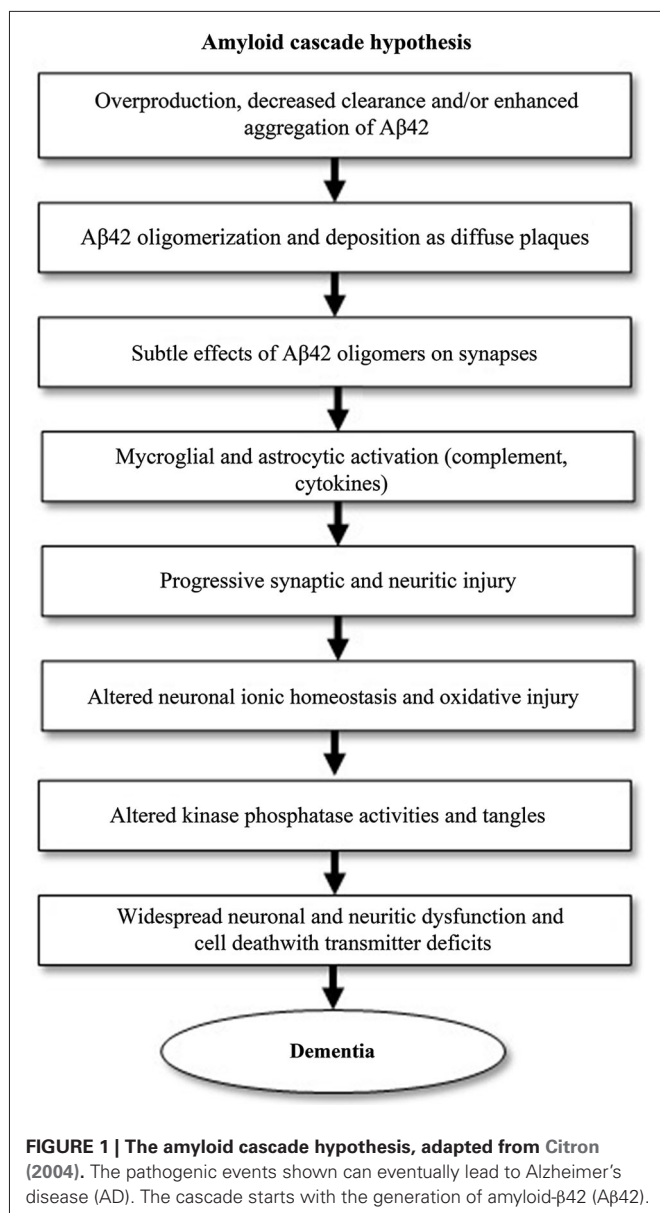 Amyloid cascade hypothesis
Overproduction, decreased clearance and/or enhanced
aggregation of Aβ42
Aβ42 oligomerization and deposition as diffuse plaques
Subtle effects of Aβ42 oligomers on synapses
Mycroglial and astrocytic activation (complement,
cytokines)
Progressive synaptic and neuritic injury
Altered neuronal ionic homeostasis and oxidative injury
Altered kinase phosphatase activities and tangles
Widespread neuronal and neuritic dysfunction and
cell deathwith transmitter deficits
Dementia
FIGURE 1 | The amyloid cascade hypothesis, adapted from Citron
(2004). The pathogenic events shown can eventually lead to Alzheimer's
disease (AD). The cascade starts with the generation of amyloid-β42 (Aβ42).